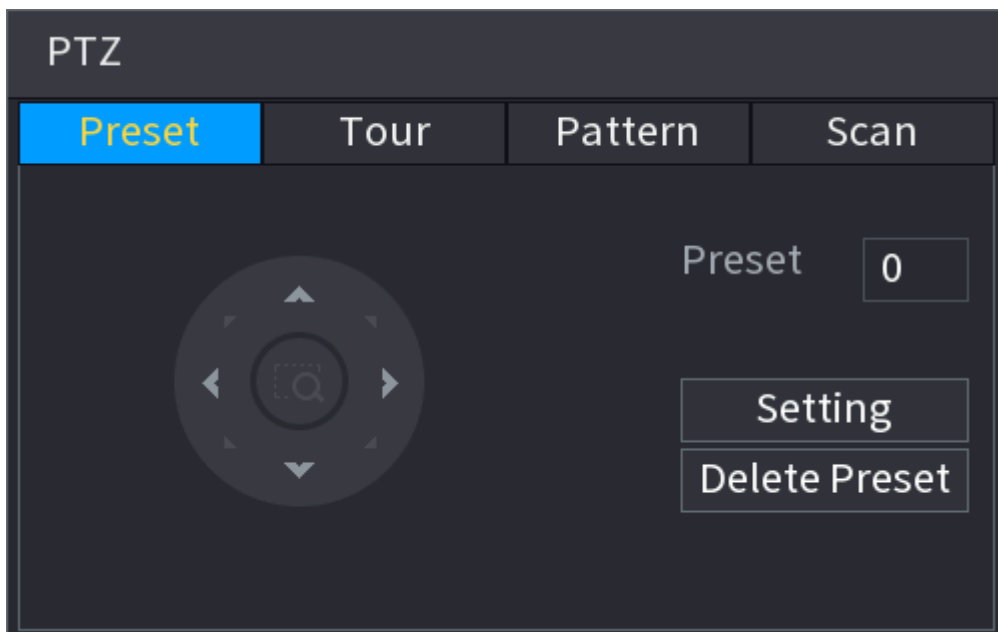 PTZ
Preset Tour Pattern Scan
Preset 0
Setting
Delete Preset